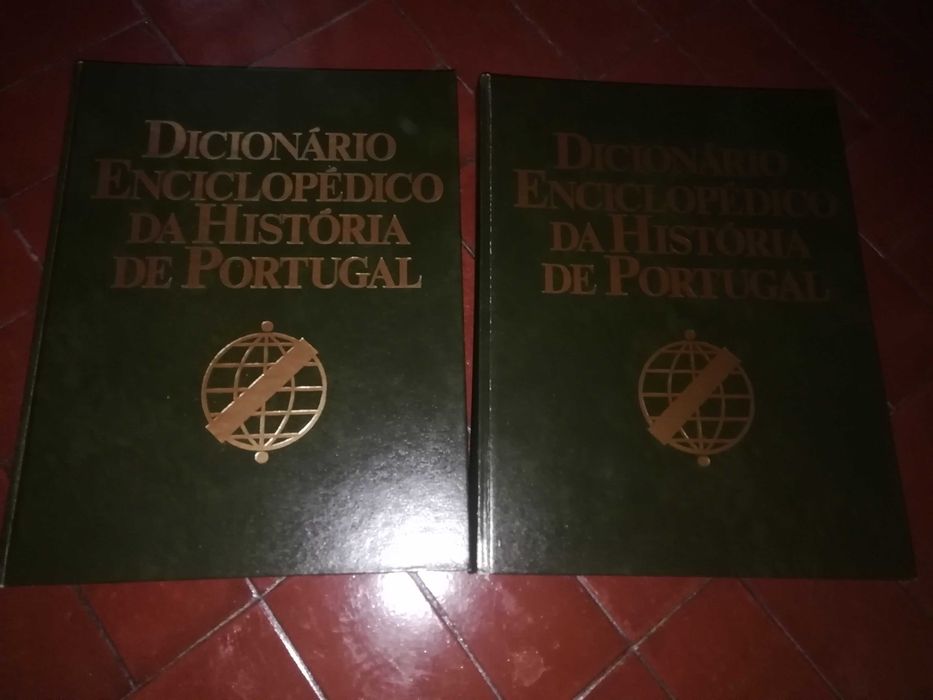 DICIONÁRIO
ENCICLOPÉDICO
DA HISTÓRIA
DE PORTUGAL
DICIONÁRIO
ENCICLOPÉDICO
DA HISTÓRIA
DE PORTUGAL